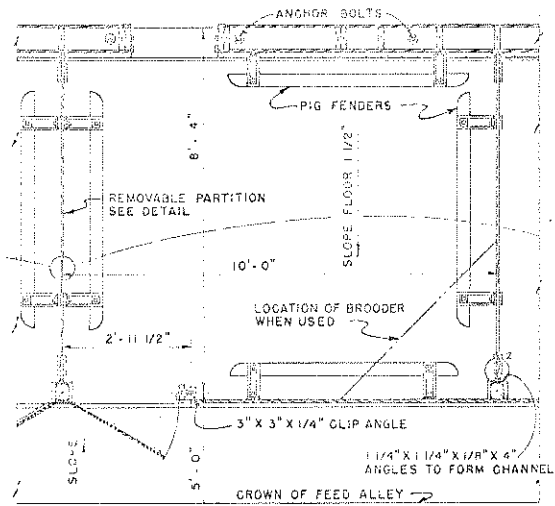 ANCHOR BOLTS
PIG FENDERS
8'-4"
SLOPE FLOOR 1 1/2"
REMOVABLE PARTITION
SEE DETAIL
10'-0"
LOCATION OF BROODER
WHEN USED
2'-11 1/2"
2
3" X 3" X 1/4" CLIP ANGLE
SLOPE
5'-0"
1 1/4" X 1 1/4" X 1/8" X 4"
ANGLES TO FORM CHANNEL
CROWN OF FEED ALLEY